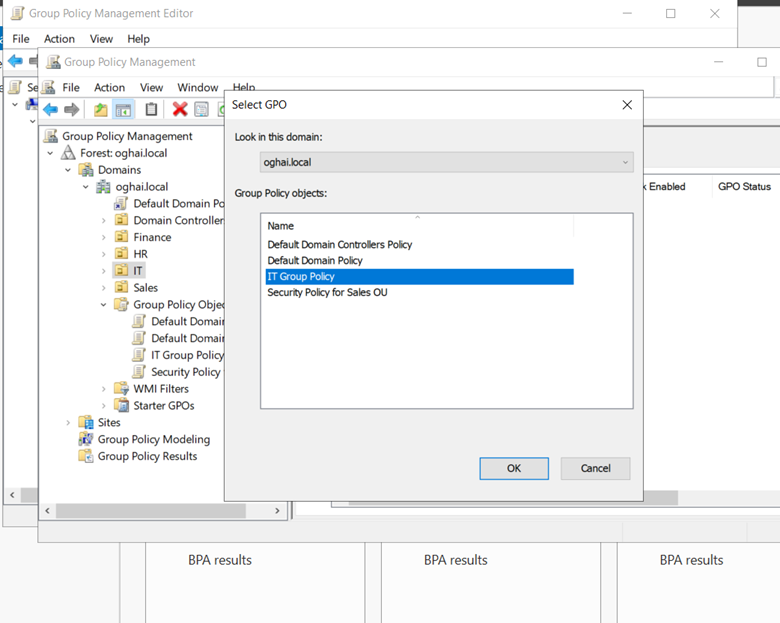 Group Policy Management Editor
File Action View Help
Group Policy Management
Se
File Action View Window Help
Select GPO
Look in this domain:
oghai.local
Group Policy objects:
Name
Default Domain Controllers Policy
Default Domain Policy
IT Group Policy
Security Policy for Sales OU
OK Cancel
Group Policy Management
Forest: oghai.local
Domains
oghai.local
Default Domain Po
Domain Controller
Finance
HR
IT
Sales
Group Policy Objec
Default Domai
Default Domai
IT Group Policy
Security Policy
WMI Filters
Starter GPOs
Sites
Group Policy Modeling
Group Policy Results
k Enabled GPO Status
BPA results BPA results BPA results